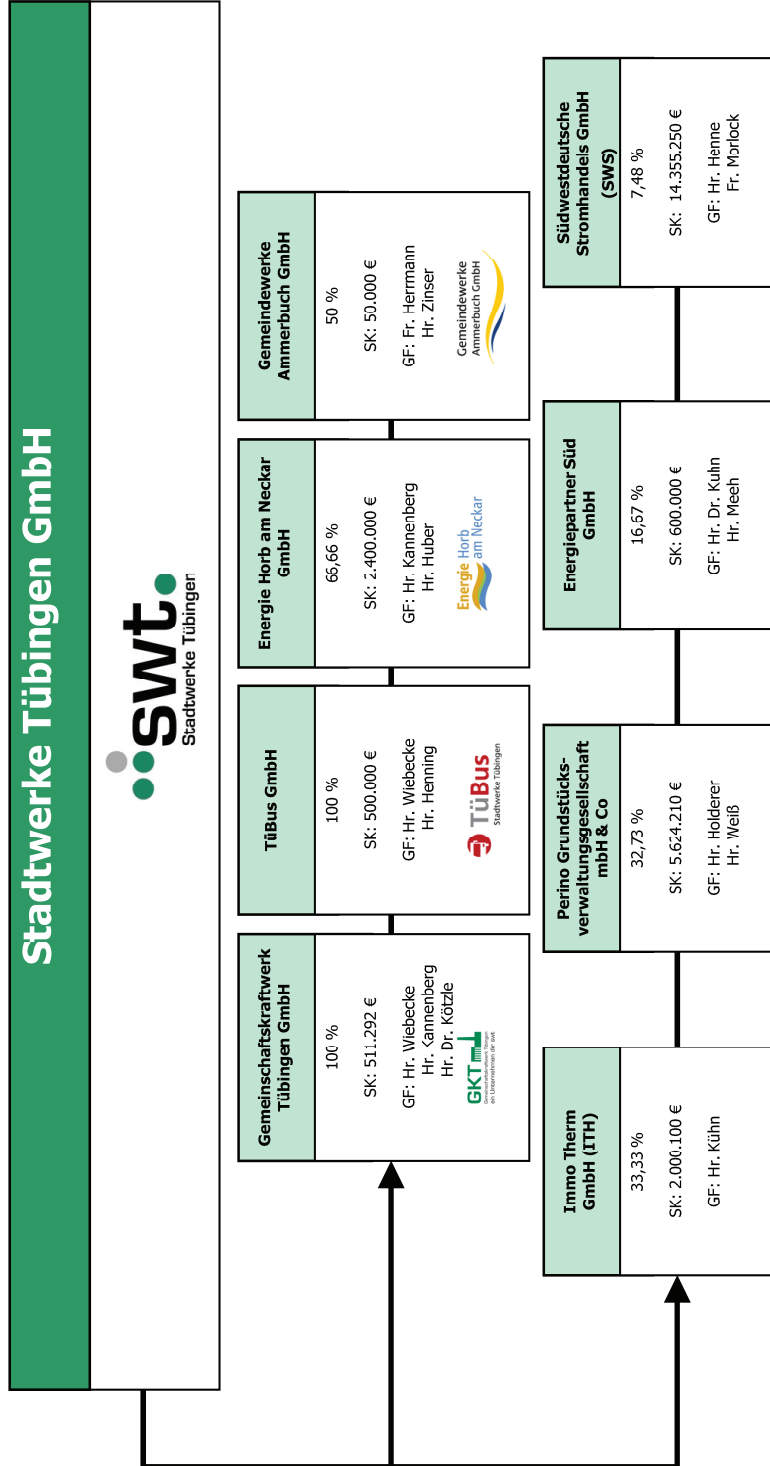 Stadtwerke Tübingen GmbH
swt.
Stadtwerke Tübingen
Gemeinschaftskraftwerk
Tübingen GmbH
100 %
SK: 511.292 €
GF: Hr. Wiebecke
Hr. Kannenberg
Hr. Dr. Kötzle
GKT
Gemeinschaftskraftwerk Tübingen
ein Unternehmen der swt
TüBus GmbH
100 %
SK: 500.000 €
GF: Hr. Wiebecke
Hr. Henning
TüBus
Stadtwerke Tübingen
Energie Horb am Neckar
GmbH
66,66 %
SK: 2.400.000 €
GF: Hr. Kannenberg
Hr. Huber
Energie Horb
am Neckar
Gemeindewerke
Ammerbuch GmbH
50 %
SK: 50.000 €
GF: Fr. Herrmann
Hr. Zinser
Gemeindewerke
Ammerbuch GmbH
Immo Therm
GmbH (ITH)
33,33 %
SK: 2.000.100 €
GF: Hr. Kühn
Perino Grundstücks-
verwaltungsgesellschaft
mbH & Co
32,73 %
SK: 5.624.210 €
GF: Hr. Holderer
Hr. Weiß
Energiepartner Süd
GmbH
16,67 %
SK: 600.000 €
GF: Hr. Dr. Kuhn
Hr. Meeh
Südwestdeutsche
Stromhandels GmbH
(SWS)
7,48 %
SK: 14.355.250 €
GF: Hr. Henne
Fr. Morlock